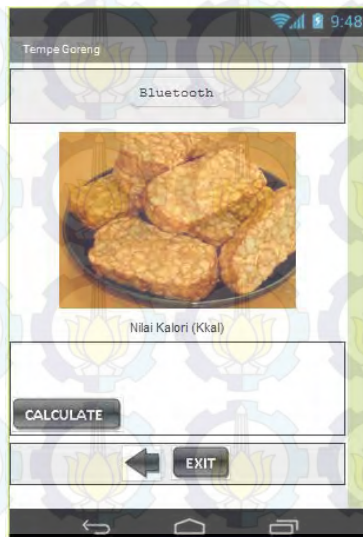 9:48
Tempe Goreng
Bluetooth
Nilai Kalori (Kkal)
CALCULATE
EXIT